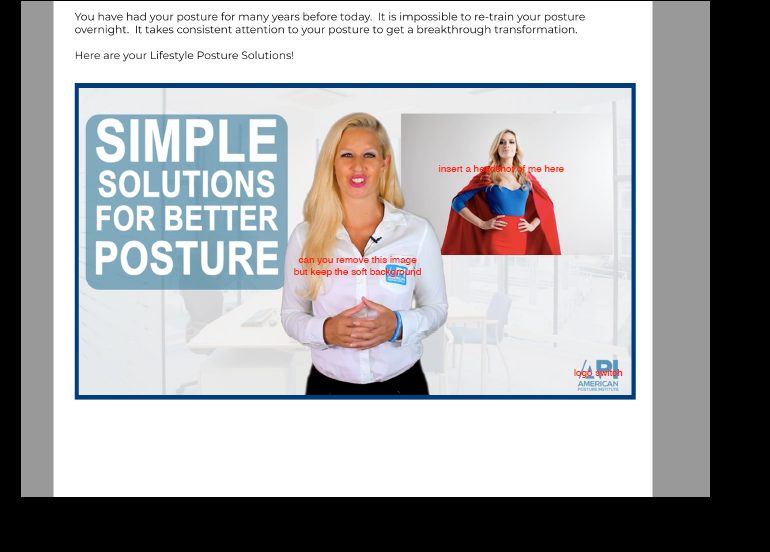 You have had your posture for many years before today.  It is impossible to re-train your posture
overnight.  It takes consistent attention to your posture to get a breakthrough transformation.
Here are your Lifestyle Posture Solutions!
SIMPLE
SOLUTIONS
FOR BETTER
POSTURE
insert a headshot of me here
can you remove this image
but keep the soft background
API
logo switch
AMERICAN
POSTURE INSTITUTE